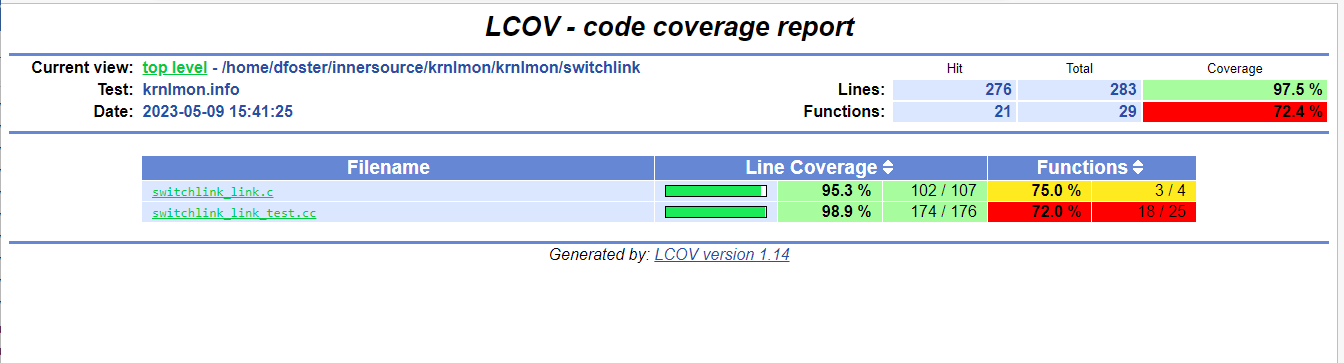 LCOV - code coverage report
Current view: top level - /home/dfoster/innersource/krnlmon/krnlmon/switchlink
Hit Total Coverage
Test: krnlmon.info Lines: 276 283 97.5 %
Date: 2023-05-09 15:41:25 Functions: 21 29 72.4 %
Filename Line Coverage Functions
switchlink_link.c 95.3 % 102 / 107 75.0 % 3 / 4
switchlink_link_test.cc 98.9 % 174 / 176 72.0 % 18 / 25
Generated by: LCOV version 1.14